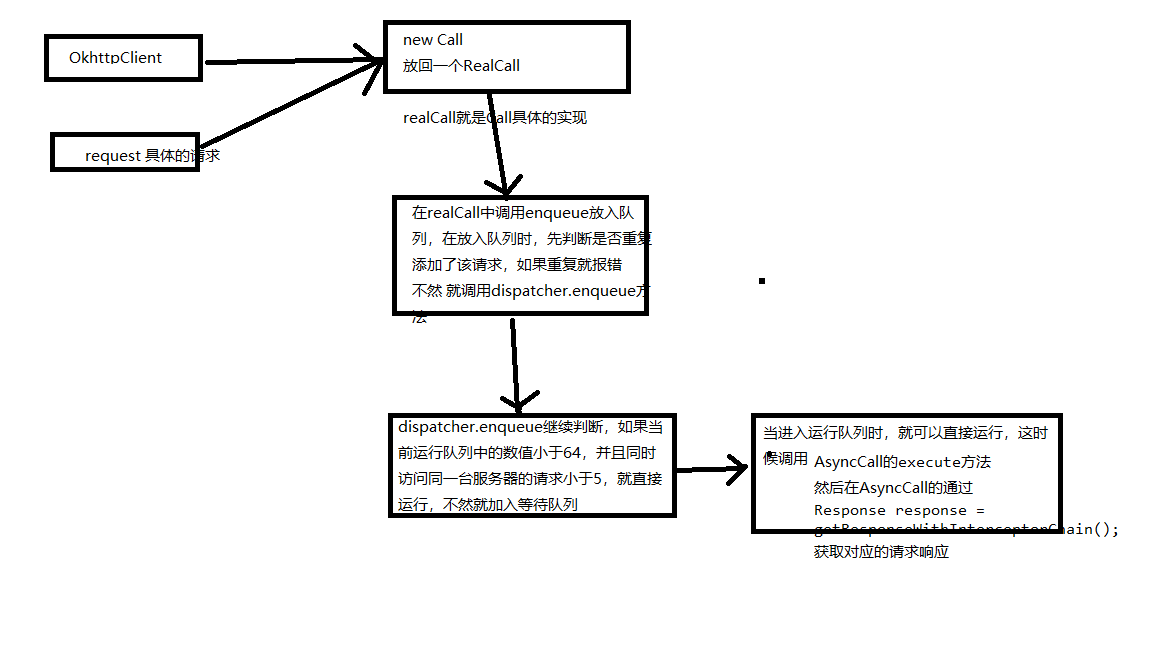 OkhttpClient
new Call
放回一个RealCall
realCall就是Call具体的实现
request 具体的请求
在realCall中调用enqueue放入队
列，在放入队列时，先判断是否重复
添加了该请求，如果重复就报错
不然 就调用dispatcher.enqueue方
法
dispatcher.enqueue继续判断，如果当
前运行队列中的数值小于64，并且同时
访问同一台服务器的请求小于5，就直接
运行，不然就加入等待队列
当进入运行队列时，就可以直接运行，这时
候调用 AsyncCall的execute方法
然后在AsyncCall的通过
Response response =
getResponseWithInterceptorChain();
获取对应的请求响应